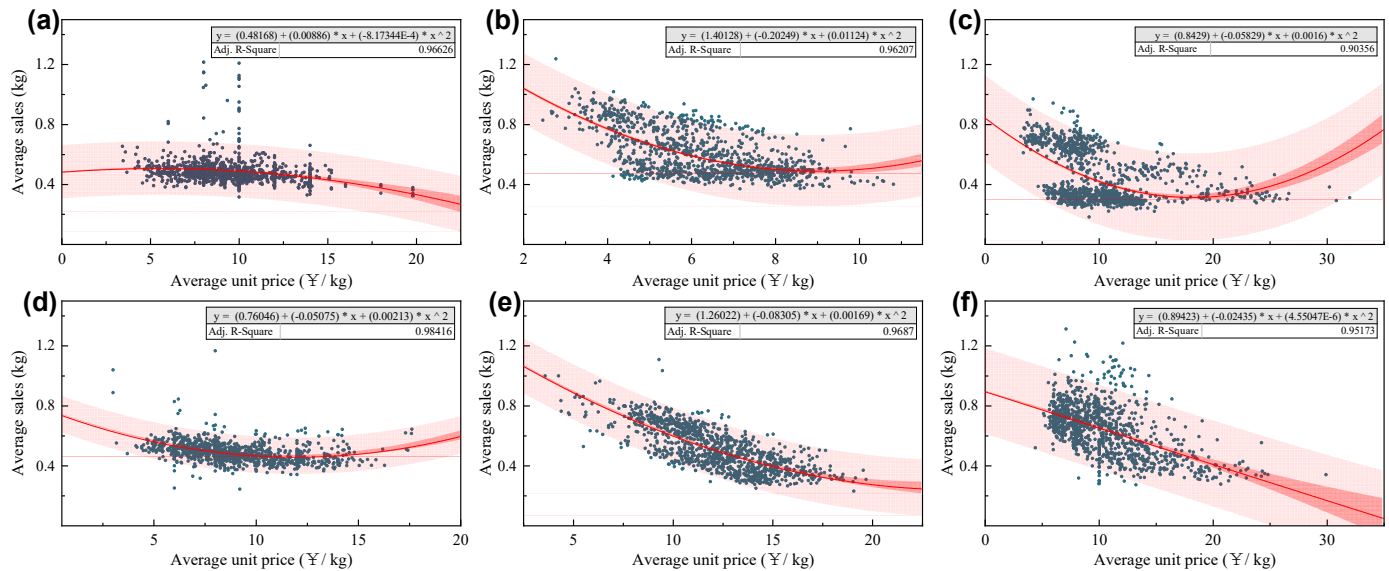 (a)
y = (0.48168) + (0.00886) * x + (-8.17344E-4) * x ^ 2
Adj. R-Square 0.96626
1.2
0.8
0.4
Average sales (kg)
0 5 10 15 20
Average unit price (¥/ kg)
(b)
y = (1.40128) + (-0.20249) * x + (0.01124) * x ^ 2
Adj. R-Square 0.96207
1.2
0.8
0.4
Average sales (kg)
2 4 6 8 10
Average unit price (¥/ kg)
(c)
y = (0.8429) + (-0.05829) * x + (0.0016) * x ^ 2
Adj. R-Square 0.90356
1.2
0.8
0.4
Average sales (kg)
0 10 20 30
Average unit price (¥/ kg)
(d)
y = (0.76046) + (-0.05075) * x + (0.00213) * x ^ 2
Adj. R-Square 0.98416
1.2
0.8
0.4
Average sales (kg)
5 10 15 20
Average unit price (¥/ kg)
(e)
y = (1.26022) + (-0.08305) * x + (0.00169) * x ^ 2
Adj. R-Square 0.9687
1.2
0.8
0.4
Average sales (kg)
5 10 15 20
Average unit price (¥/ kg)
(f)
y = (0.89423) + (-0.02435) * x + (4.55047E-6) * x ^ 2
Adj. R-Square 0.95173
1.2
0.8
0.4
Average sales (kg)
0 10 20 30
Average unit price (¥/ kg)